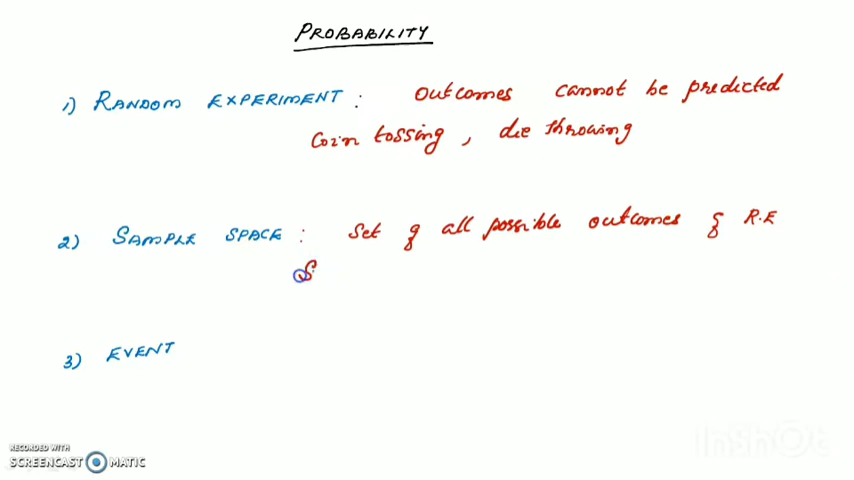 PROBABILITY
1) RANDOM EXPERIMENT : Outcomes cannot be predicted
Coin tossing , die throwing
2) SAMPLE SPACE : Set of all possible outcomes of R.E
S
3) EVENT
RECORDED WITH
SCREENCAST MATIC
InShOt